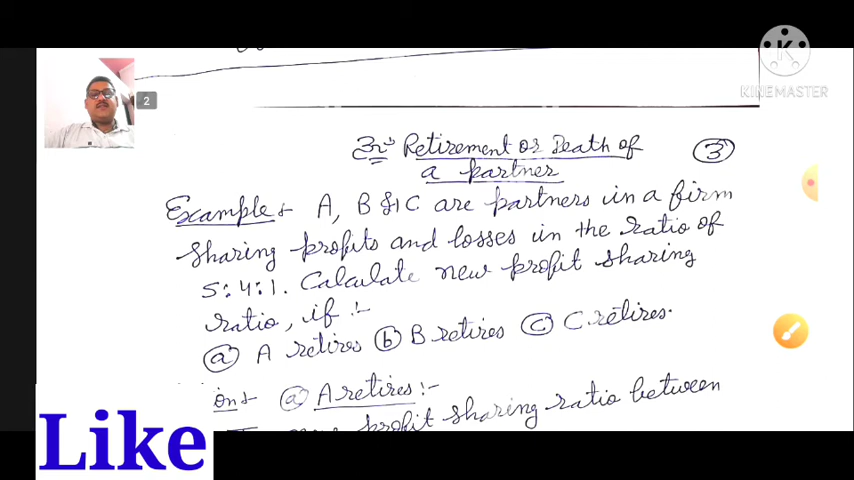 KINEMASTER
2
Retirement or Death of
a partner
3
Example:- A, B & C are partners in a firm
sharing profits and losses in the ratio of
5:4:1. Calculate new profit sharing
ratio, if :-
(a) A retires (b) B retires (c) C retires.
ion:- (a) A retires :-
profit sharing ratio between
Like